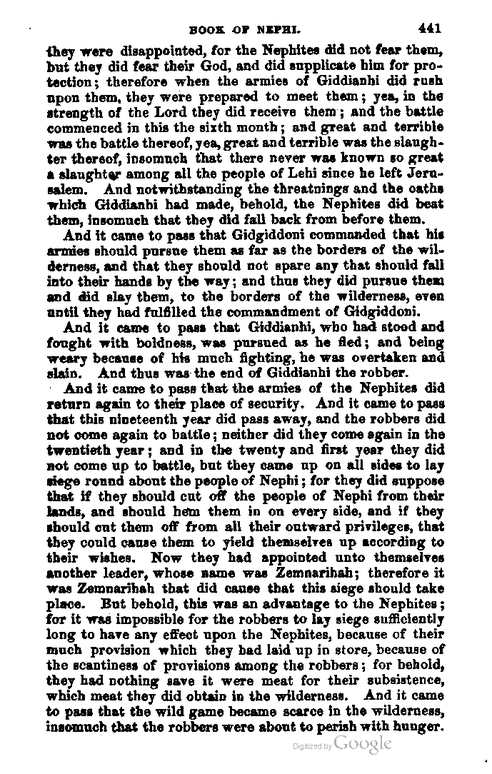 BOOK OF NEPHI. 441
they were disappointed, for the Nephites did not fear them,
but they did fear their God, and did supplicate him for pro-
tection; therefore when the armies of Giddianhi did rush
upon them, they were prepared to meet them; yea, in the
strength of the Lord they did receive them; and the battle
commenced in this the sixth month; and great and terrible
was the battle thereof, yea, great and terrible was the slaugh-
ter thereof, insomuch that there never was known so great
a slaughter among all the people of Lehi since he left Jeru-
salem. And notwithstanding the threatnings and the oaths
which Giddianhi had made, behold, the Nephites did beat
them, insomuch that they did fall back from before them.
And it came to pass that Gidgiddoni commanded that his
armies should pursue them as far as the borders of the wil-
derness, and that they should not spare any that should fall
into their hands by the way; and thus they did pursue them
and did slay them, to the borders of the wilderness, even
until they had fulfilled the commandment of Gidgiddoni.
And it came to pass that Giddianhi, who had stood and
fought with boldness, was pursued as he fled; and being
weary because of his much fighting, he was overtaken and
slain. And thus was the end of Giddianhi the robber.
And it came to pass that the armies of the Nephites did
return again to their place of security. And it came to pass
that this nineteenth year did pass away, and the robbers did
not come again to battle; neither did they come again in the
twentieth year; and in the twenty and first year they did
not come up to battle, but they came up on all sides to lay
siege round about the people of Nephi; for they did suppose
that if they should cut off the people of Nephi from their
lands, and should hem them in on every side, and if they
should cut them off from all their outward privileges, that
they could cause them to yield themselves up according to
their wishes. Now they had appointed unto themselves
another leader, whose name was Zemnarihah; therefore it
was Zemnarihah that did cause that this siege should take
place. But behold, this was an advantage to the Nephites;
for it was impossible for the robbers to lay siege sufficiently
long to have any effect upon the Nephites, because of their
much provision which they had laid up in store, because of
the scantiness of provisions among the robbers; for behold,
they had nothing save it were meat for their subsistence,
which meat they did obtain in the wilderness. And it came
to pass that the wild game became scarce in the wilderness,
insomuch that the robbers were about to perish with hunger.
Digitized by Google